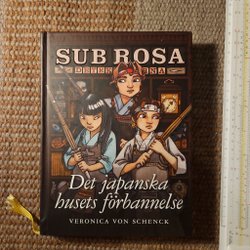 SUB ROSA
Det japanska
husets förbannelse
VERONICA VON SCHENCK